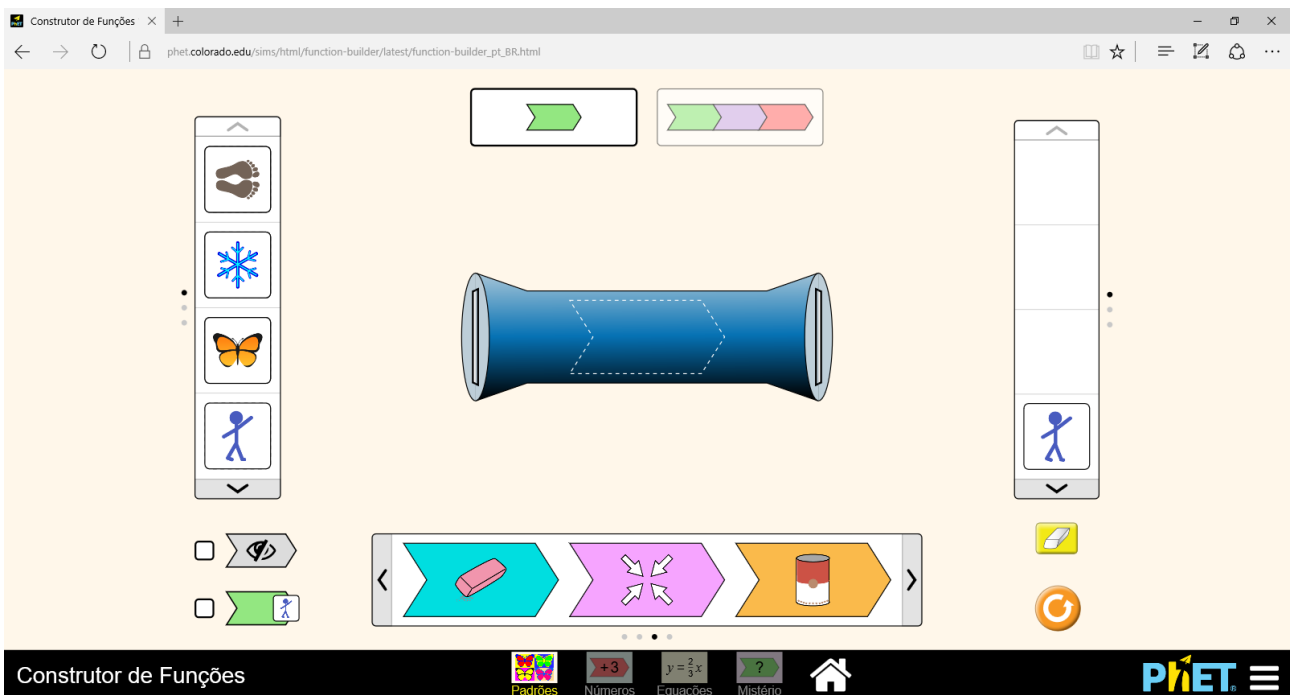 Construtor de Funções
phet.colorado.edu/sims/html/function-builder/latest/function-builder_pt_BR.html
Construtor de Funções
Padrões
+3
Números
y = 2/3 x
Equações
?
Mistério
PhET